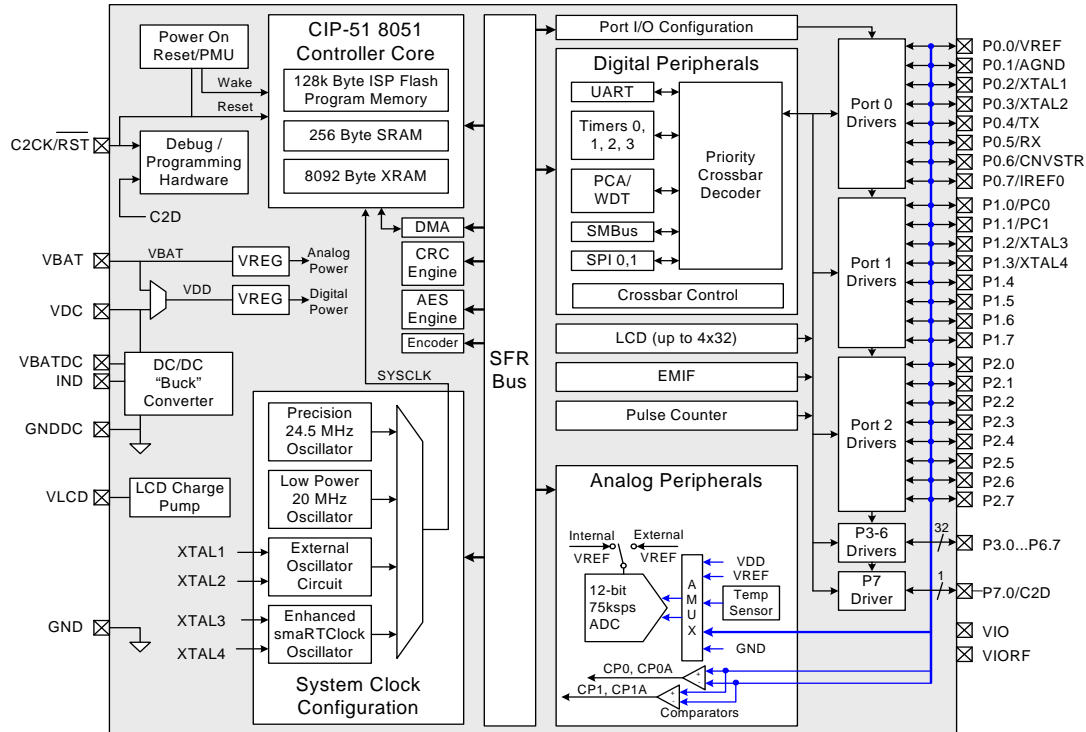 Power On
Reset/PMU
Wake
Reset
C2CK/RST
Debug /
Programming
Hardware
C2D
CIP-51 8051
Controller Core
128k Byte ISP Flash
Program Memory
256 Byte SRAM
8092 Byte XRAM
DMA
CRC
Engine
AES
Engine
Encoder
VBAT
VBAT
VREG
Analog
Power
VDC
VDD
VREG
Digital
Power
VBATDC
IND
DC/DC
“Buck”
Converter
GNDDC
VLCD
LCD Charge
Pump
GND
SYSCLK
Precision
24.5 MHz
Oscillator
Low Power
20 MHz
Oscillator
XTAL1
XTAL2
External
Oscillator
Circuit
XTAL3
XTAL4
Enhanced
smaRTClock
Oscillator
System Clock
Configuration
SFR
Bus
Port I/O Configuration
Digital Peripherals
UART
Timers 0,
1, 2, 3
PCA/
WDT
SMBus
SPI 0,1
Priority
Crossbar
Decoder
Crossbar Control
LCD (up to 4x32)
EMIF
Pulse Counter
Analog Peripherals
Internal
VREF
External
VREF
12-bit
75ksps
ADC
A
M
U
X
VDD
VREF
Temp
Sensor
GND
CP0, CP0A
CP1, CP1A
+
-
+
-
Comparators
Port 0
Drivers
Port 1
Drivers
Port 2
Drivers
P3-6
Drivers
P7
Driver
P0.0/VREF
P0.1/AGND
P0.2/XTAL1
P0.3/XTAL2
P0.4/TX
P0.5/RX
P0.6/CNVSTR
P0.7/IREF0
P1.0/PC0
P1.1/PC1
P1.2/XTAL3
P1.3/XTAL4
P1.4
P1.5
P1.6
P1.7
P2.0
P2.1
P2.2
P2.3
P2.4
P2.5
P2.6
P2.7
32
P3.0...P6.7
1
P7.0/C2D
VIO
VIORF